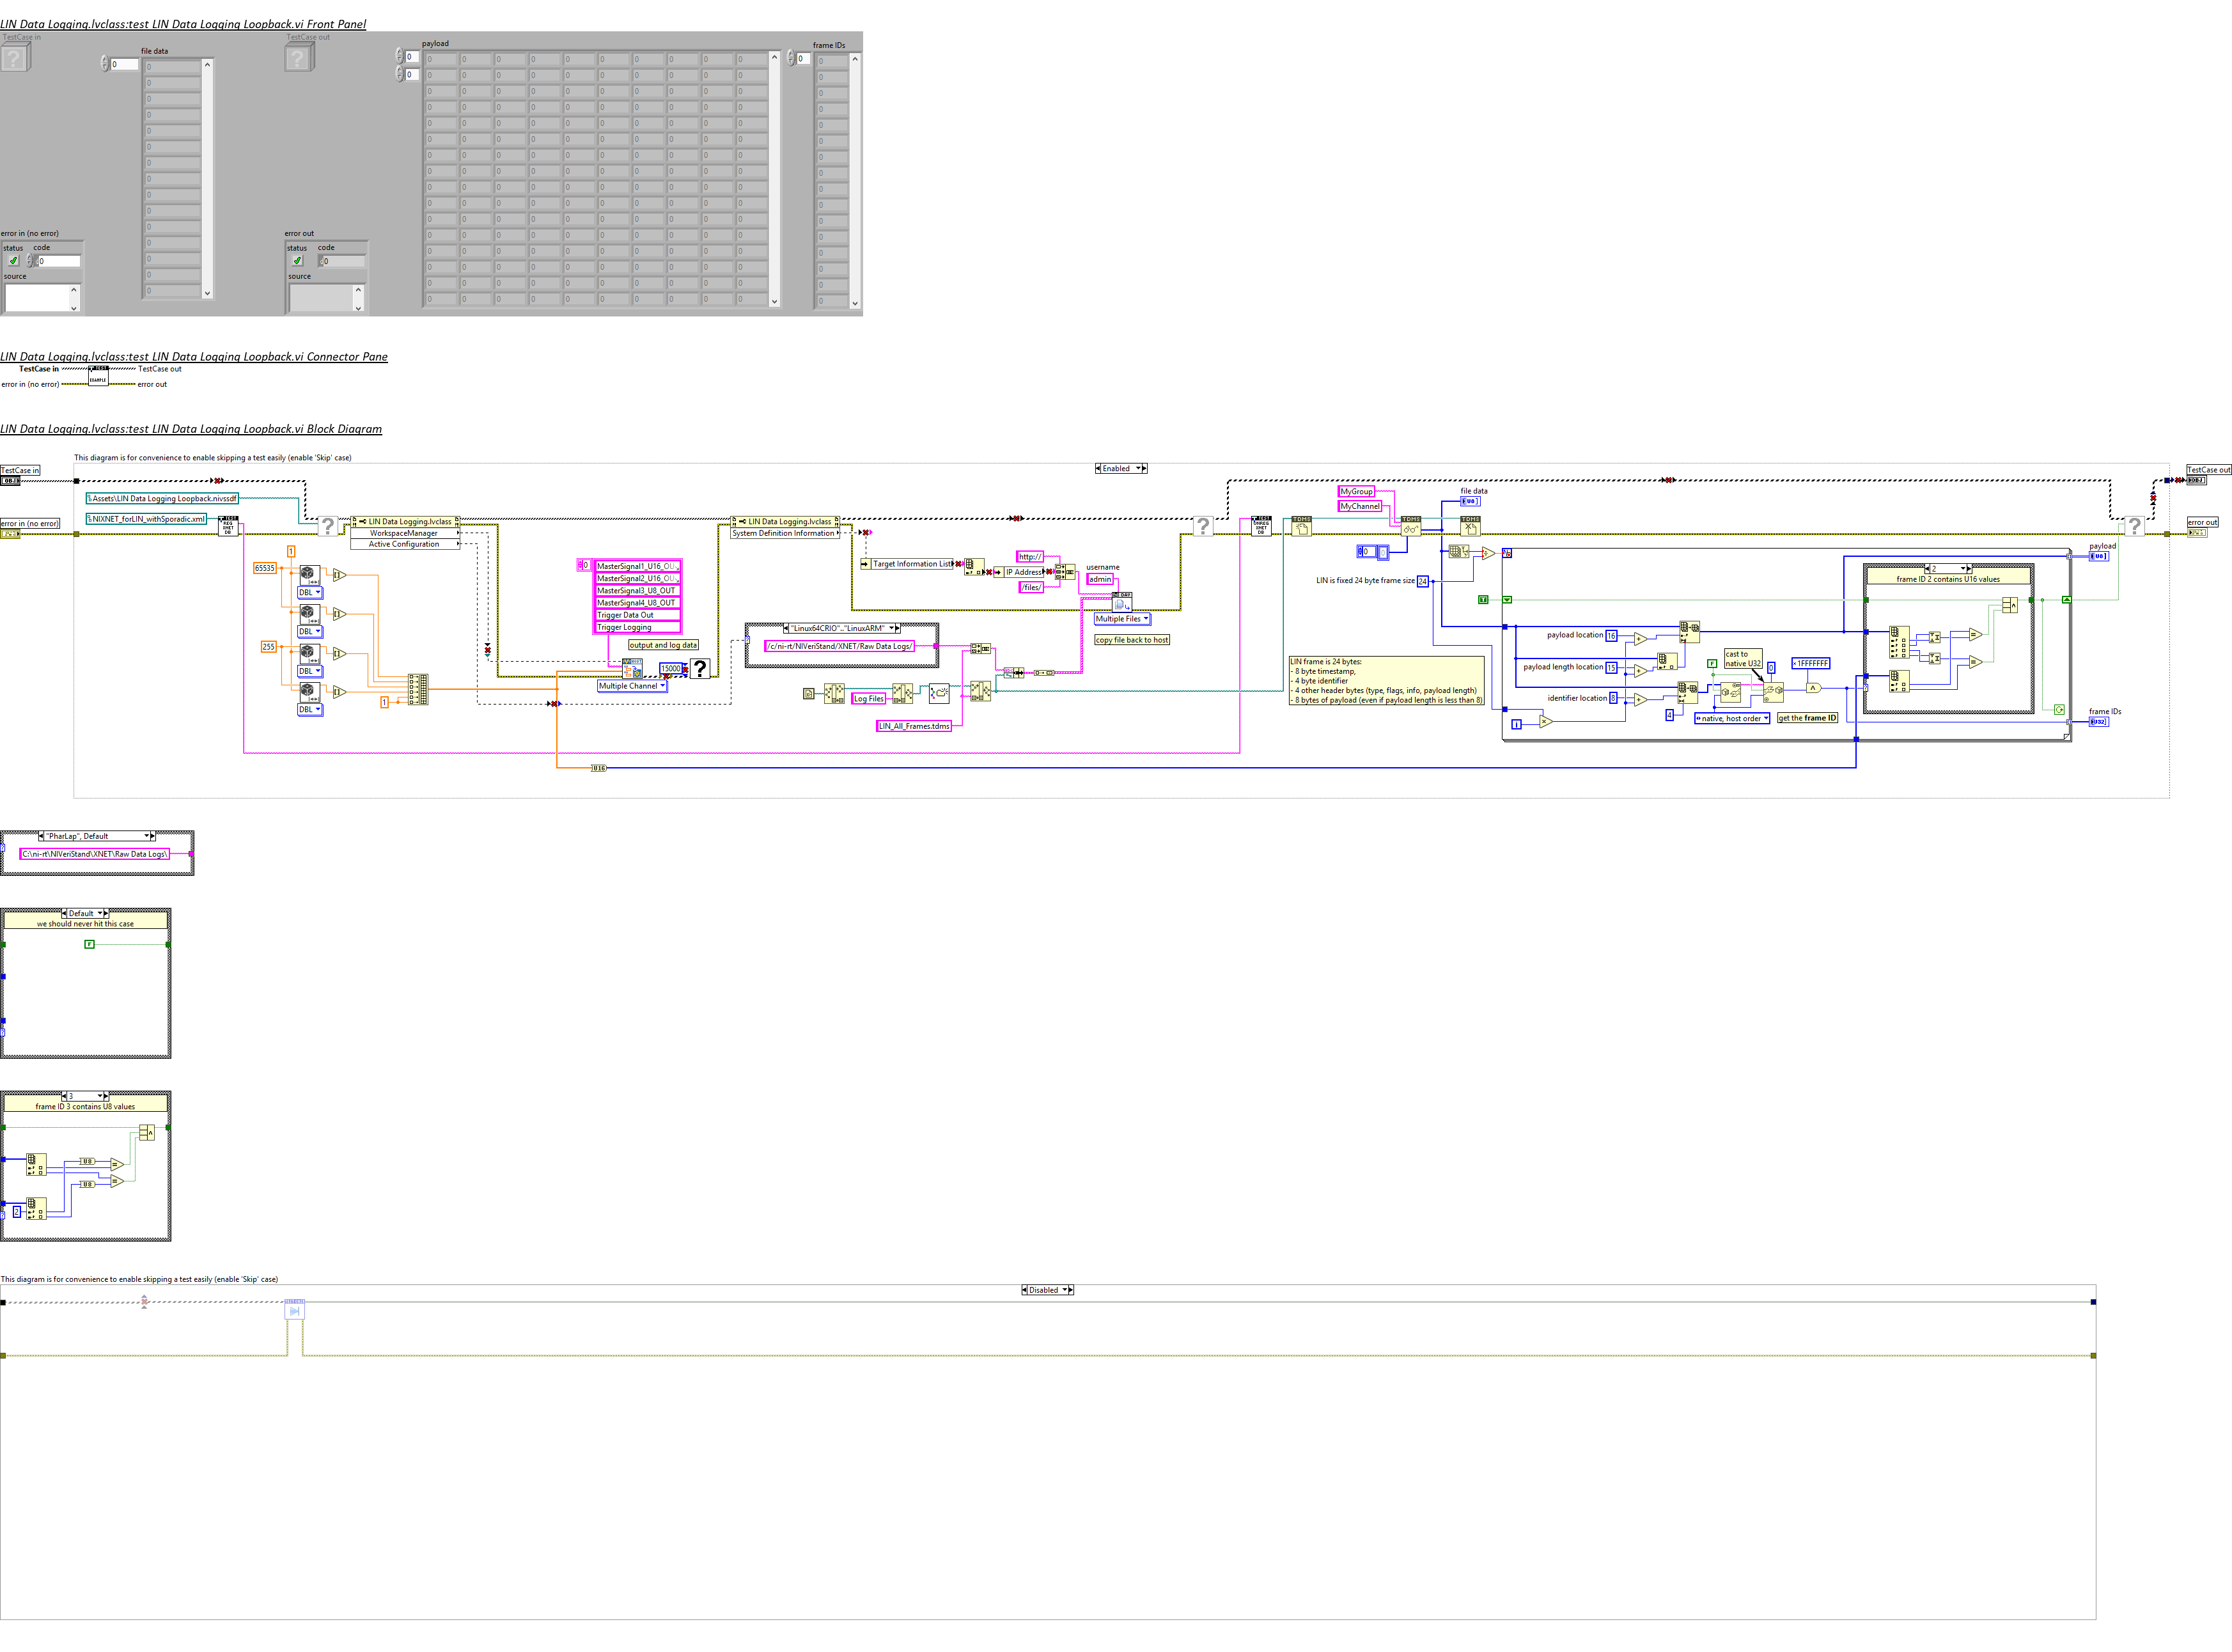 LIN Data Logging.lvclass:test LIN Data Logging Loopback.vi Front Panel
TestCase in
TestCase out
file data
payload
frame IDs
0
0
0
0
error in (no error)
status code
0
source
error out
status code
0
source
LIN Data Logging.lvclass:test LIN Data Logging Loopback.vi Connector Pane
TestCase in
TestCase out
error in (no error)
error out
TEST
EXAMPLE
LIN Data Logging.lvclass:test LIN Data Logging Loopback.vi Block Diagram
This diagram is for convenience to enable skipping a test easily (enable 'Skip' case)
Enabled
TestCase in
TestCase out
Assets\LIN Data Logging Loopback.nivssdf
NIXNET_forLIN_withSporadic.xml
error in (no error)
error out
LIN Data Logging.lvclass
WorkspaceManager
Active Configuration
LIN Data Logging.lvclass
System Definition Information
MyGroup
MyChannel
file data
U8
1
65535
DBL
DBL
255
DBL
DBL
1
0
MasterSignal1_U16_OU
MasterSignal2_U16_OU
MasterSignal3_U8_OUT
MasterSignal4_U8_OUT
Trigger Data Out
Trigger Logging
output and log data
15000
Multiple Channel
Target Information List
http://
IP Address
/files/
username
admin
Multiple Files
copy file back to host
"Linux64CRIO".."LinuxARM"
/c/ni-rt/NIVeriStand/XNET/Raw Data Logs/
Log Files
LIN_All_Frames.tdms
U16
0
LIN is fixed 24 byte frame size
24
LIN frame is 24 bytes:
- 8 byte timestamp,
- 4 byte identifier
- 4 other header bytes (type, flags, info, payload length)
- 8 bytes of payload (even if payload length is less than 8)
T
payload location
16
payload length location
15
identifier location
8
4
i
F
cast to
native U32
0
x1FFFFFFF
native, host order
get the frame ID
2
frame ID 2 contains U16 values
payload
U8
frame IDs
U32
"PharLap", Default
C:\ni-rt\NIVeriStand\XNET\Raw Data Logs\
Default
we should never hit this case
F
3
frame ID 3 contains U8 values
U8
U8
2
This diagram is for convenience to enable skipping a test easily (enable 'Skip' case)
Disabled